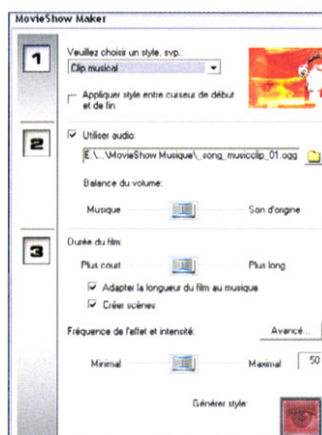 MovieShow Maker
1
Veuillez choisir un style, svp.:
Clip musical
Appliquer style entre curseur de début
et de fin
2
Utiliser audio:
E:\...\MovieShow Musique\_song_musicclip_01.ogg
Balance du volume:
Musique Son d'origine
3
Durée du film:
Plus court Plus long
Adapter la longueur du film au musique
Créer scènes
Fréquence de l'effet et intensité: Avancé...
Minimal Maximal 50
Générer style: